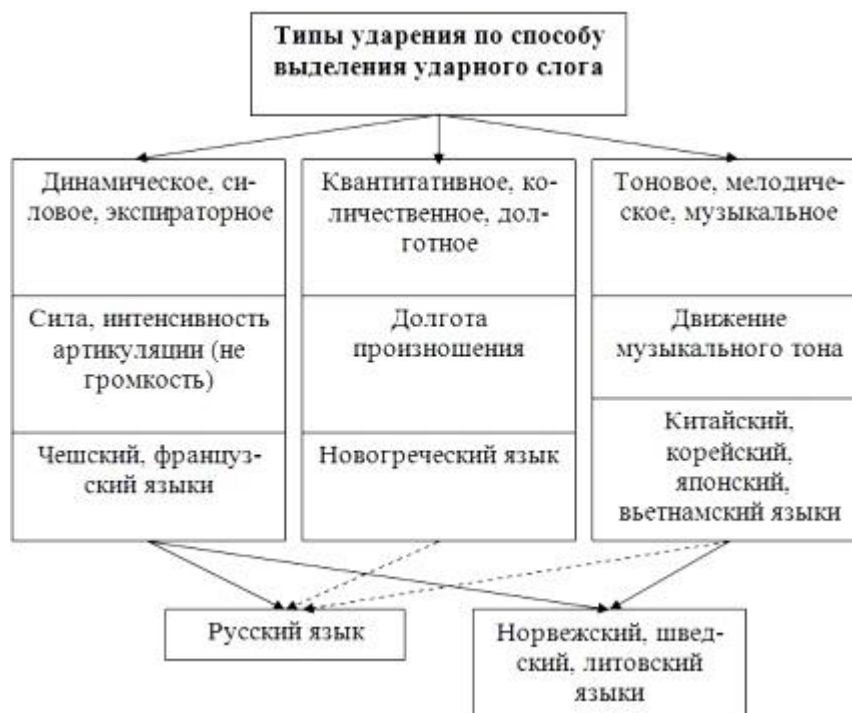 Типы ударения по способу
выделения ударного слога
Динамическое, си-
ловое, экспираторное
Сила, интенсивность
артикуляции (не
громкость)
Чешский, француз-
ский языки
Квантитативное, ко-
личественное, дол-
готное
Долгота
произношения
Новогреческий язык
Тоновое, мелодиче-
ское, музыкальное
Движение
музыкального тона
Китайский,
корейский,
японский,
вьетнамский языки
Русский язык
Норвежский, швед-
ский, литовский
языки